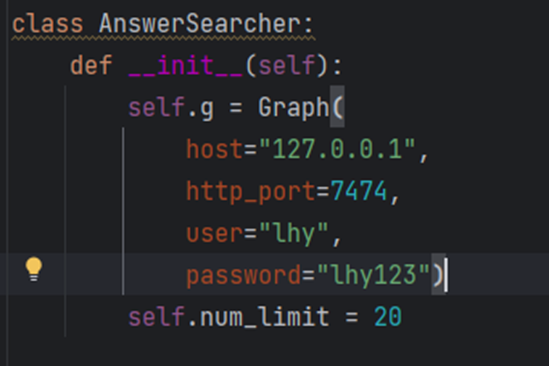 class AnswerSearcher:
    def __init__(self):
        self.g = Graph(
            host="127.0.0.1",
            http_port=7474,
            user="lhy",
            password="lhy123")
        self.num_limit = 20